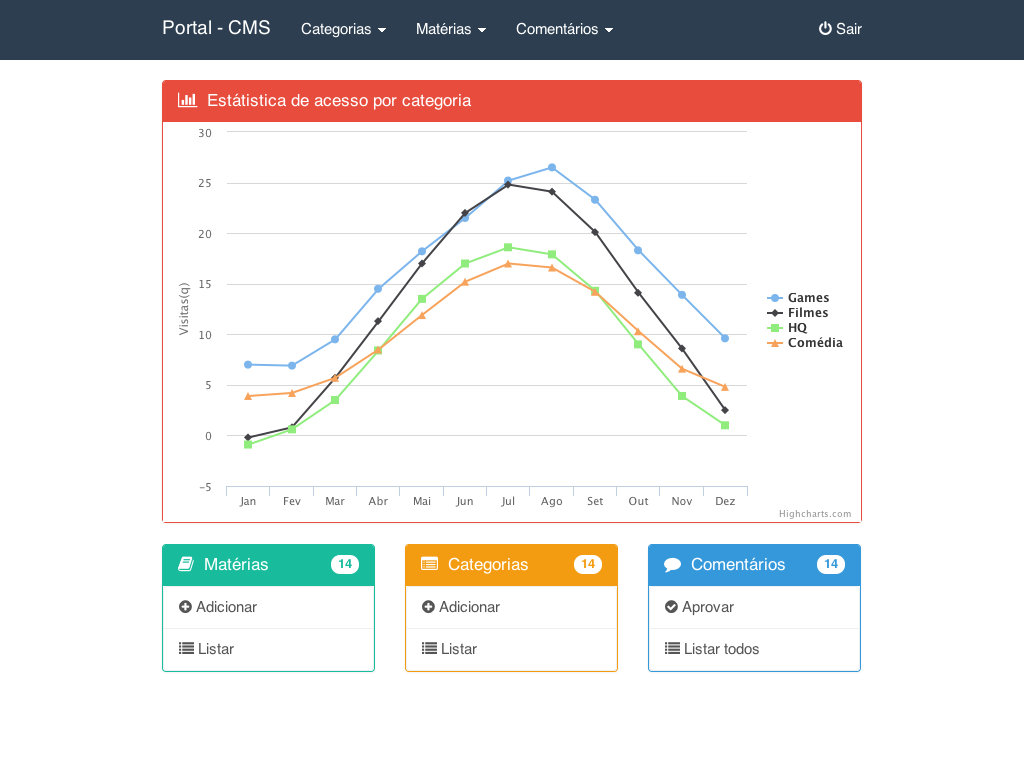 Portal - CMS Categorias Matérias Comentários Sair
Estátistica de acesso por categoria
30
25
20
15
10
5
0
-5
Visitas(q)
Jan Fev Mar Abr Mai Jun Jul Ago Set Out Nov Dez
Games
Filmes
HQ
Comédia
Highcharts.com
Matérias 14
Adicionar
Listar
Categorias 14
Adicionar
Listar
Comentários 14
Aprovar
Listar todos